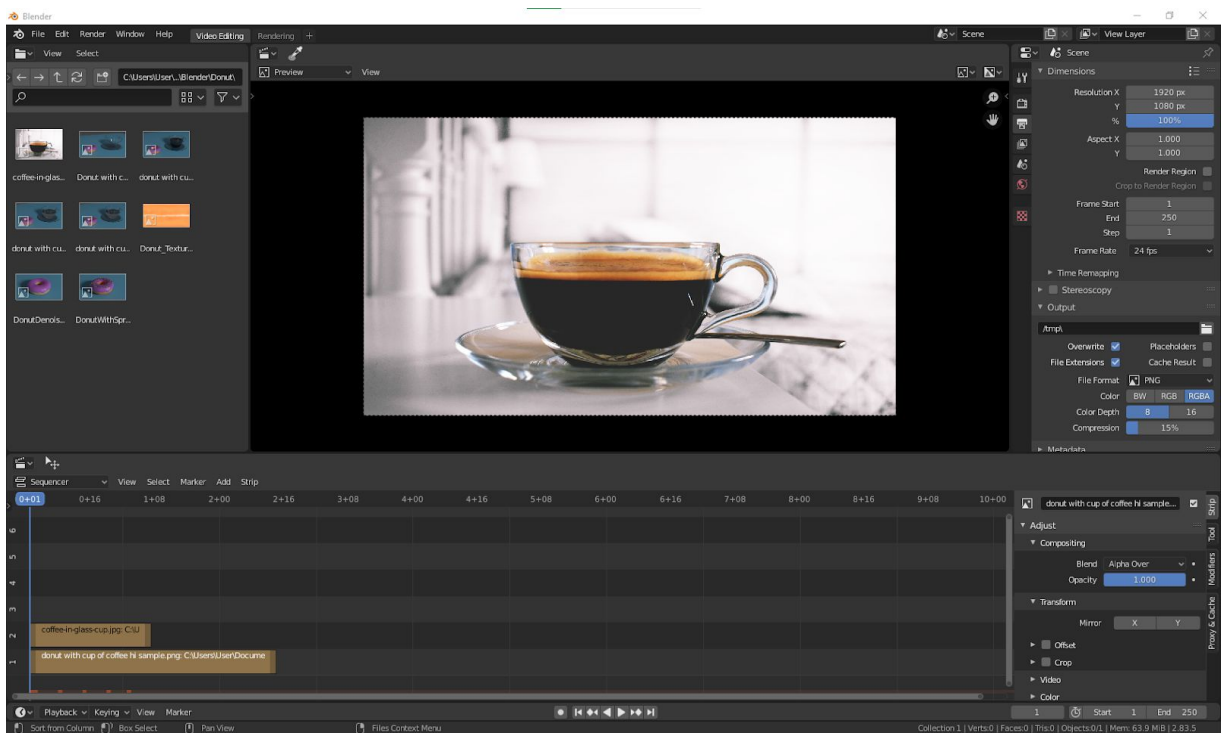 Blender
File Edit Render Window Help Video Editing Rendering + Scene View Layer
View Select Scene
C:\Users\User\...\Blender\Donut\ Preview View Dimensions
Resolution X 1920 px
Y 1080 px
% 100%
Aspect X 1.000
Y 1.000
Render Region
Crop to Render Region
Frame Start 1
End 250
Step 1
Frame Rate 24 fps
Time Remapping
Stereoscopy
Output
/tmp\
Overwrite Placeholders
File Extensions Cache Result
File Format PNG
Color BW RGB RGBA
Color Depth 8 16
Compression 15%
Metadata
coffee-in-glas... Donut with c... donut with cu...
donut with cu... donut with cu... Donut_Textur...
DonutDenois... DonutWithSpr...
Sequencer View Select Marker Add Strip
0+01 0+16 1+08 2+00 2+16 3+08 4+00 4+16 5+08 6+00 6+16 7+08 8+00 8+16 9+08 10+00
6
5
4
3
2 coffee-in-glass-cup.jpg: C:\U
1 donut with cup of coffee hi sample.png: C:\Users\User\Docume
donut with cup of coffee hi sample...
Adjust
Compositing
Blend Alpha Over
Opacity 1.000
Transform
Mirror X Y
Offset
Crop
Video
Color
Strip
Tool
Modifiers
Proxy & Cache
Playback Keying View Marker 1 Start 1 End 250
Sort from Column Box Select Pan View Files Context Menu Collection 1 | Verts:0 | Faces:0 | Tris:0 | Objects:0/1 | Mem: 63.9 MiB | 2.83.5